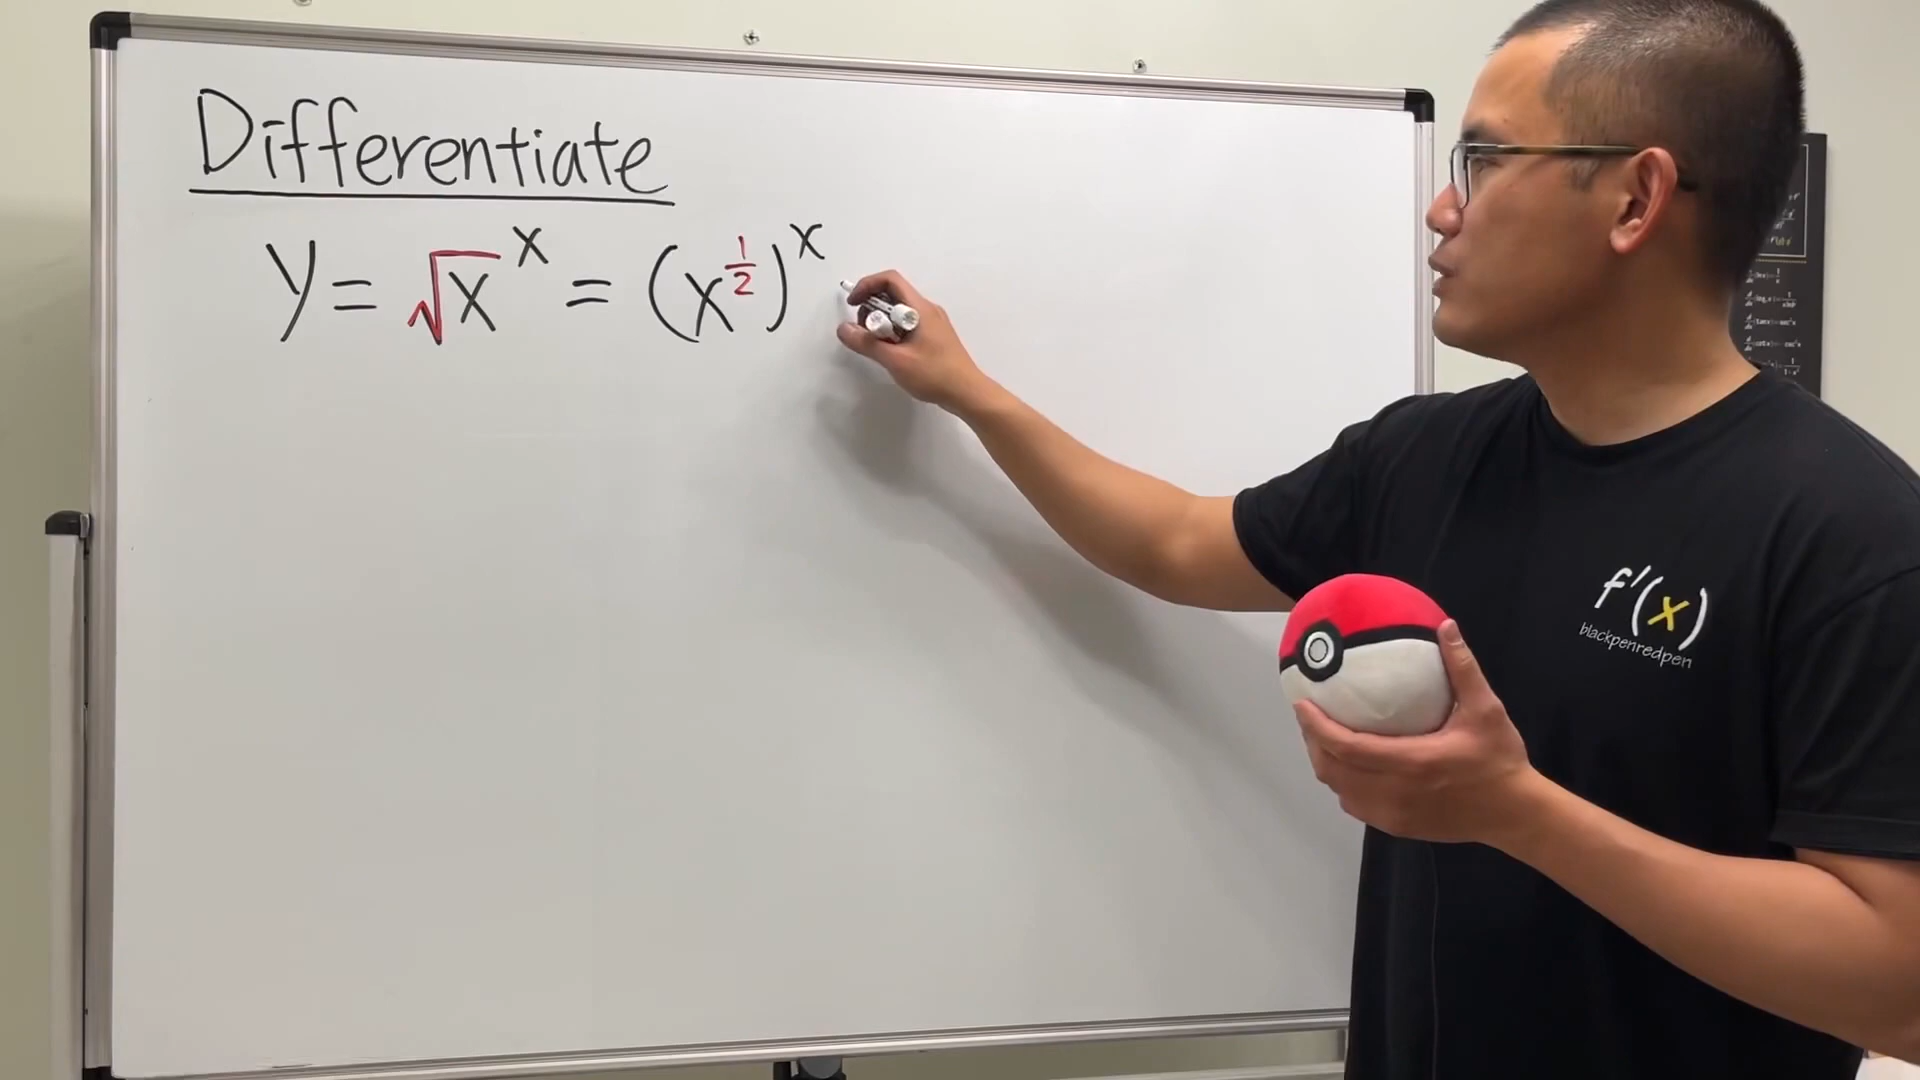 Differentiate
y = √x^x = (x^(1/2))^x
f'(x)
blackpenredpen